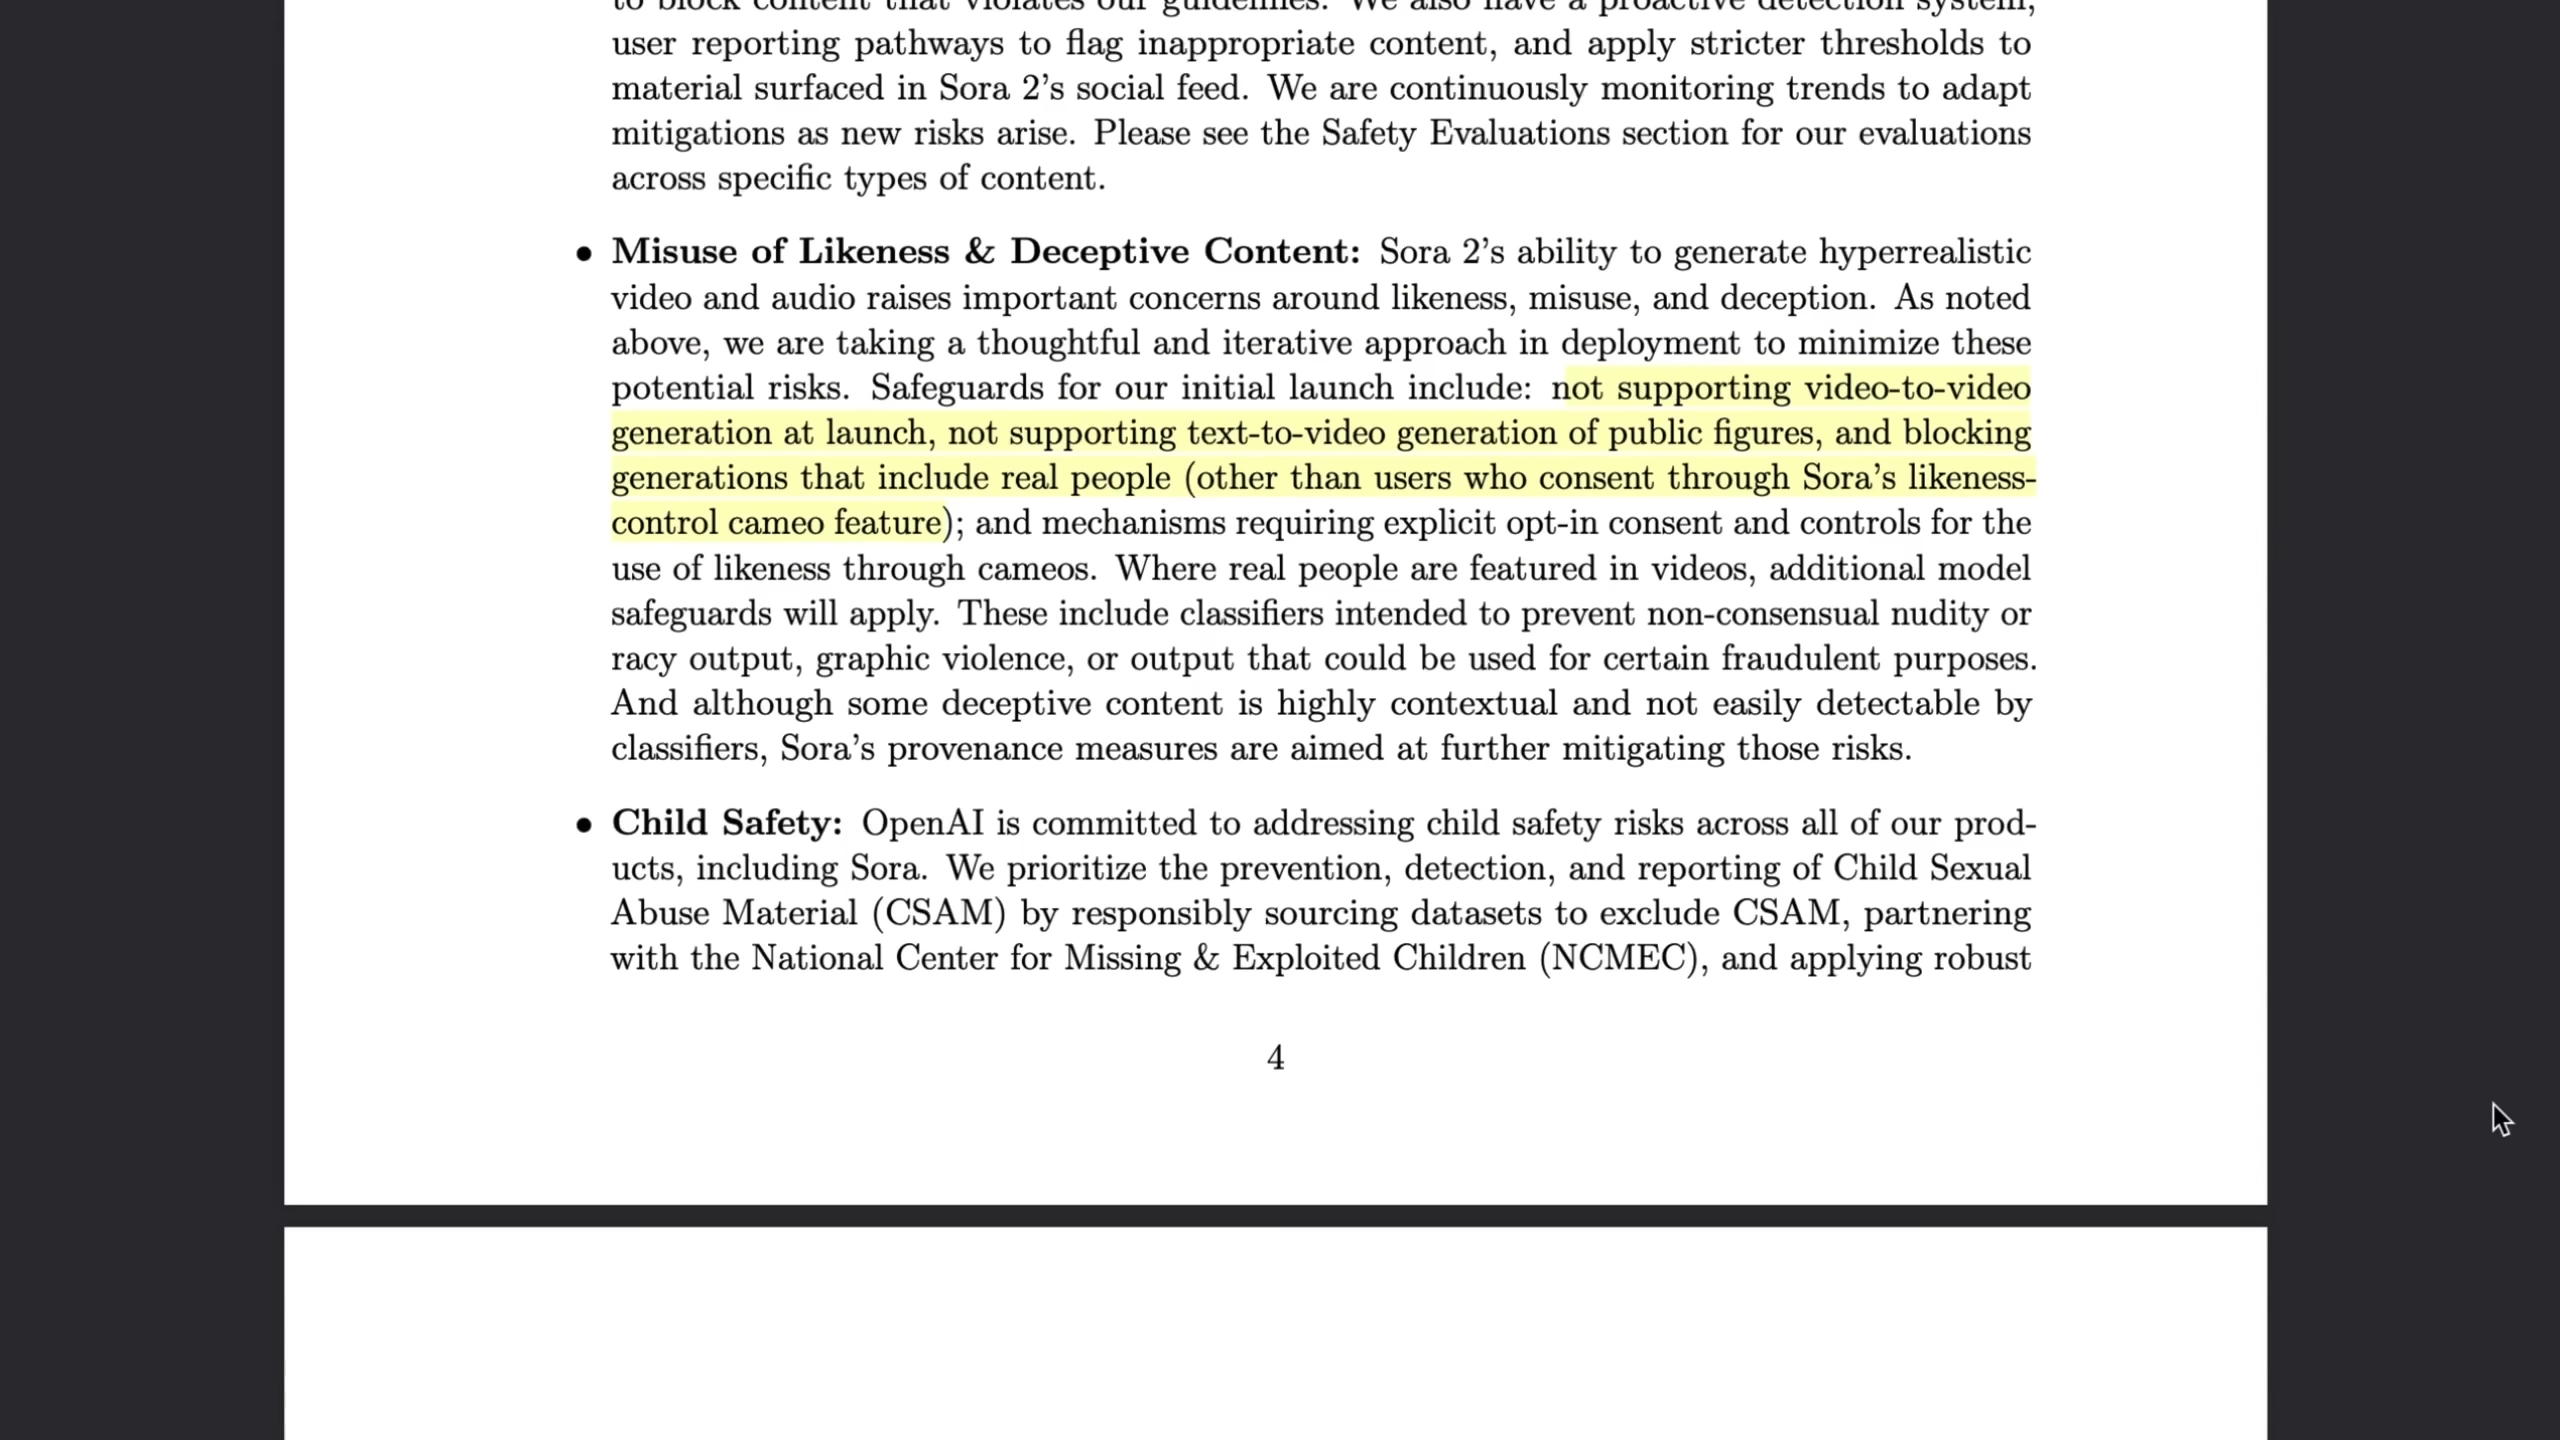 to block content that violates our guidelines. We also have a proactive detection system,
user reporting pathways to flag inappropriate content, and apply stricter thresholds to
material surfaced in Sora 2’s social feed. We are continuously monitoring trends to adapt
mitigations as new risks arise. Please see the Safety Evaluations section for our evaluations
across specific types of content.
• Misuse of Likeness & Deceptive Content: Sora 2’s ability to generate hyperrealistic
video and audio raises important concerns around likeness, misuse, and deception. As noted
above, we are taking a thoughtful and iterative approach in deployment to minimize these
potential risks. Safeguards for our initial launch include: not supporting video-to-video
generation at launch, not supporting text-to-video generation of public figures, and blocking
generations that include real people (other than users who consent through Sora’s likeness-
control cameo feature); and mechanisms requiring explicit opt-in consent and controls for the
use of likeness through cameos. Where real people are featured in videos, additional model
safeguards will apply. These include classifiers intended to prevent non-consensual nudity or
racy output, graphic violence, or output that could be used for certain fraudulent purposes.
And although some deceptive content is highly contextual and not easily detectable by
classifiers, Sora’s provenance measures are aimed at further mitigating those risks.
• Child Safety: OpenAI is committed to addressing child safety risks across all of our prod-
ucts, including Sora. We prioritize the prevention, detection, and reporting of Child Sexual
Abuse Material (CSAM) by responsibly sourcing datasets to exclude CSAM, partnering
with the National Center for Missing & Exploited Children (NCMEC), and applying robust
4